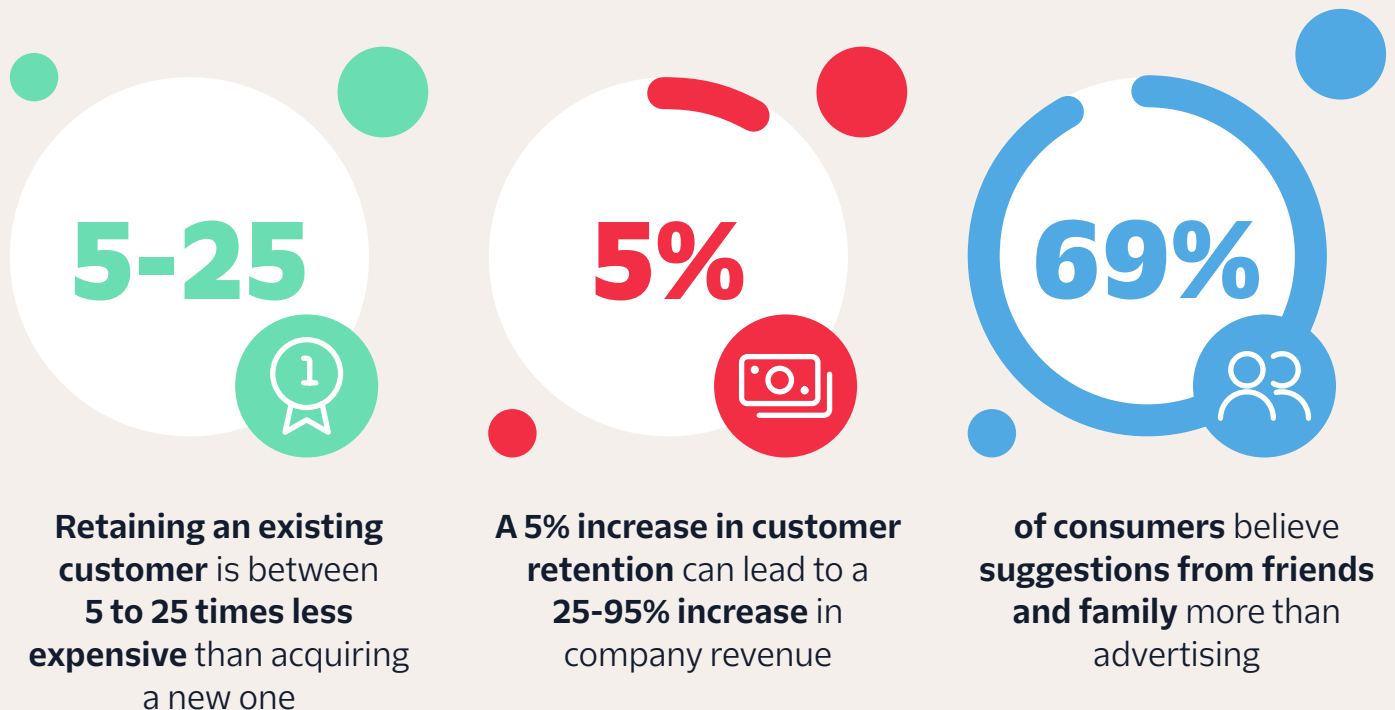 5-25
1
Retaining an existing
customer is between
5 to 25 times less
expensive than acquiring
a new one
5%
A 5% increase in customer
retention can lead to a
25-95% increase in
company revenue
69%
of consumers believe
suggestions from friends
and family more than
advertising